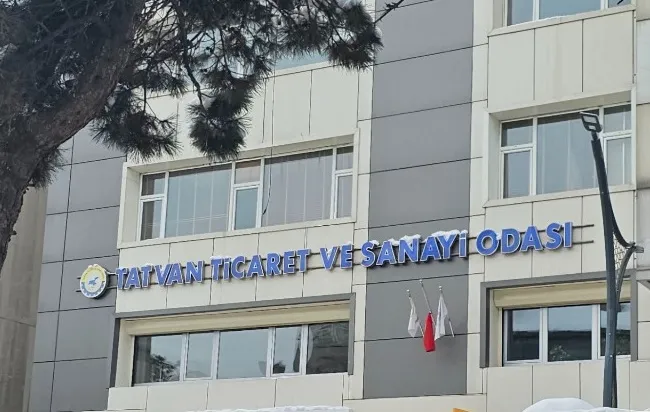 TATVAN TİCARET VE SANAYİ ODASI